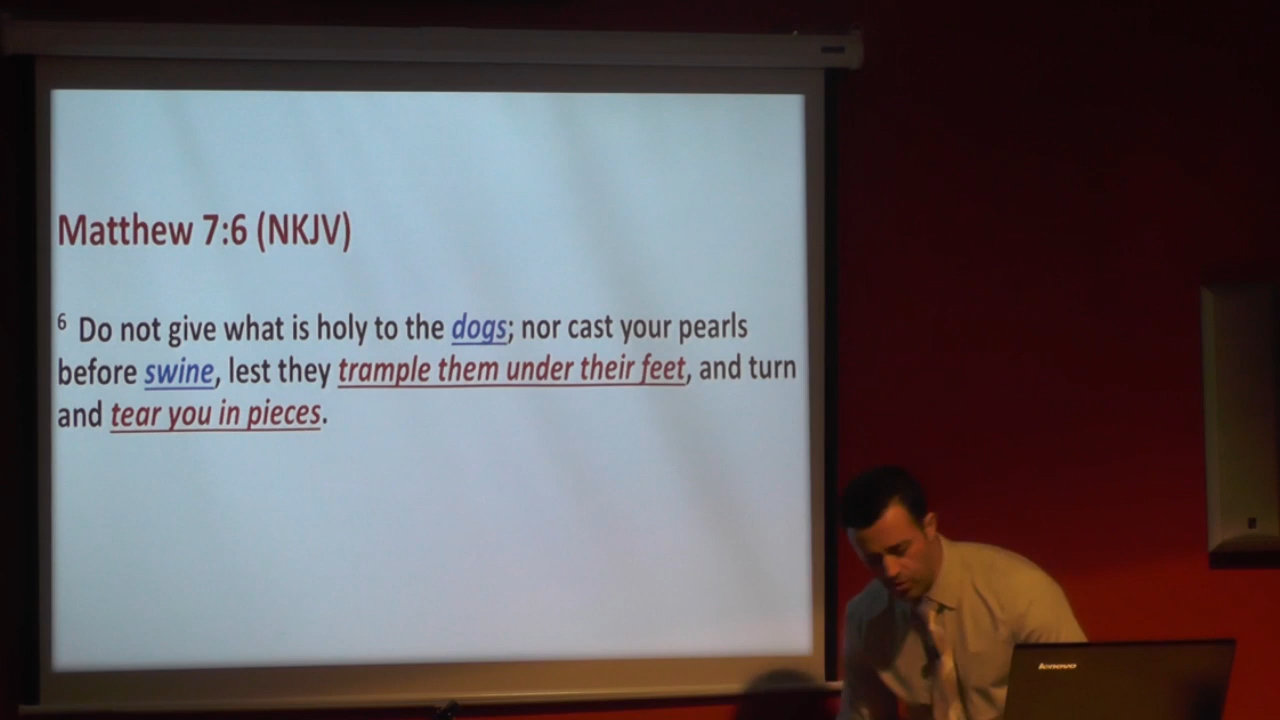 Matthew 7:6 (NKJV)
6 Do not give what is holy to the dogs; nor cast your pearls
before swine, lest they trample them under their feet, and turn
and tear you in pieces.
lenovo